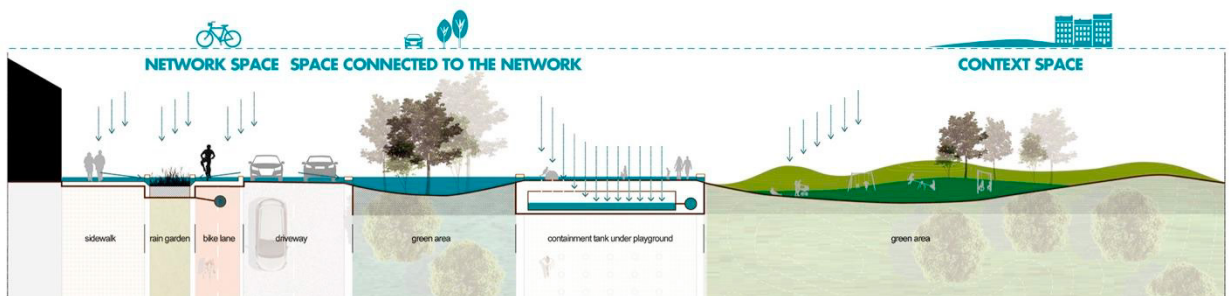 NETWORK SPACE
SPACE CONNECTED TO THE NETWORK
CONTEXT SPACE
sidewalk
rain garden
bike lane
driveway
green area
containment tank under playground
green area